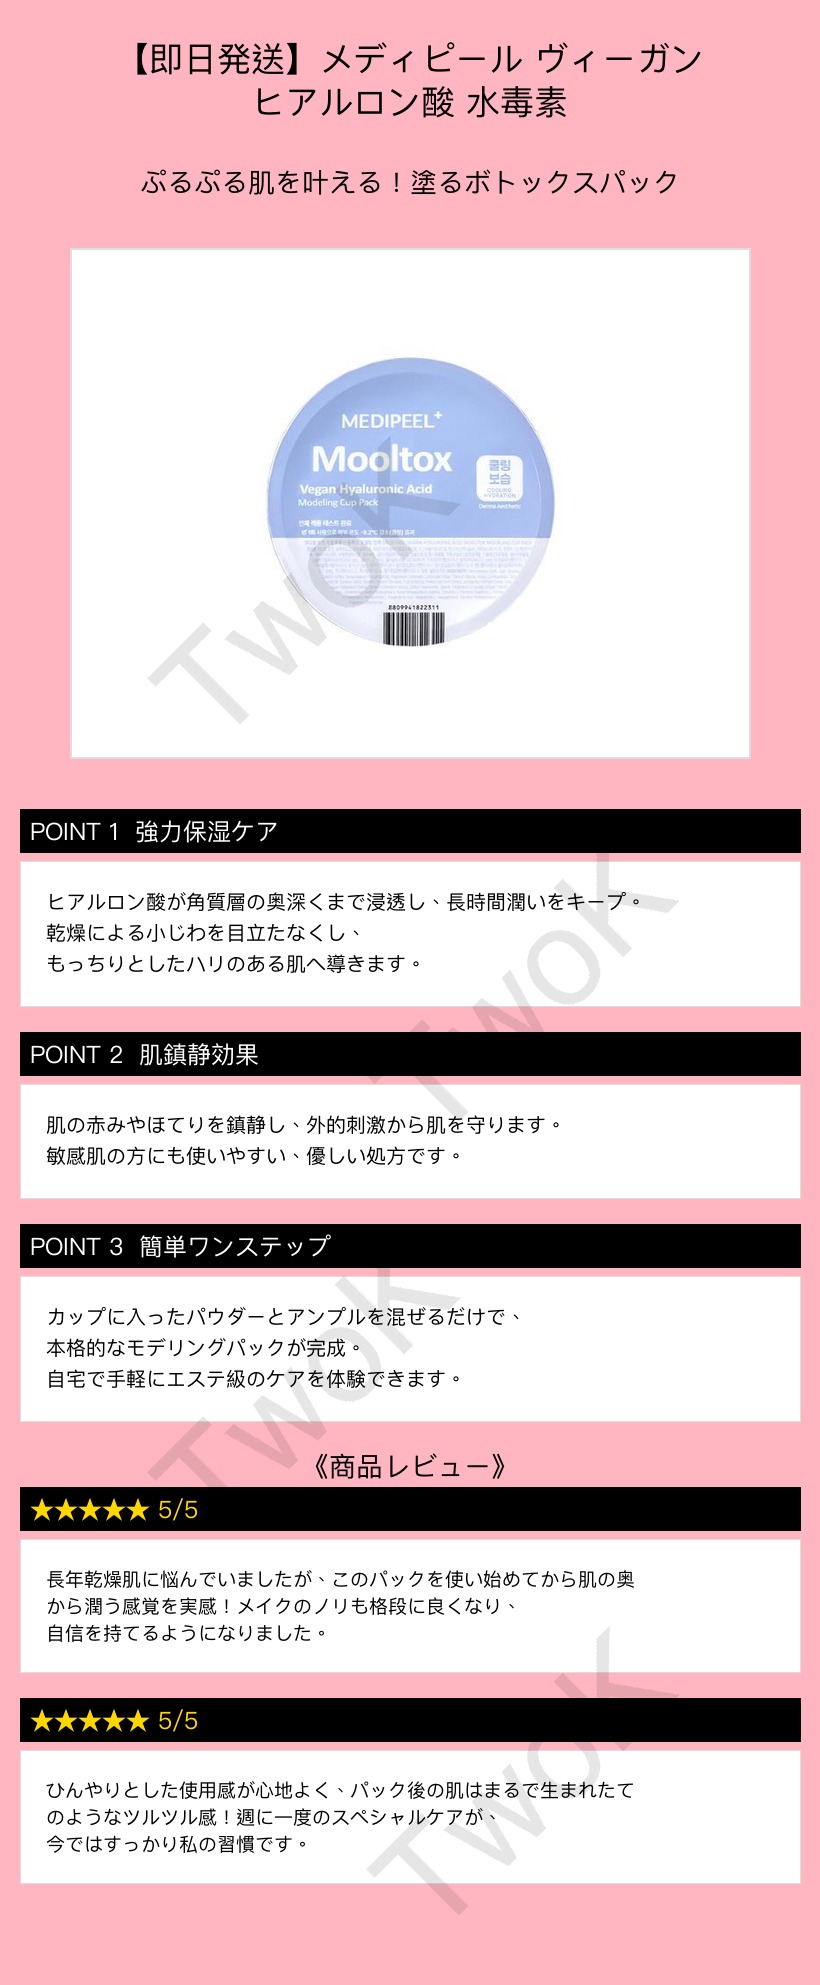 【即日発送】メディピール ヴィーガン
ヒアルロン酸 水毒素
ぷるぷる肌を叶える！塗るボトックスパック
MEDIPEEL+
Mooltox
Vegan Hyaluronic Acid
Modeling Cup Pack
쿨링
보습
COOLING
HYDRATION
Derma Aesthetic
인체 적용 테스트 완료
8809941822311
TwoK
POINT 1 強力保湿ケア
ヒアルロン酸が角質層の奥深くまで浸透し、長時間潤いをキープ。
乾燥による小じわを目立たなくし、
もっちりとしたハリのある肌へ導きます。
TwoK
POINT 2 肌鎮静効果
肌の赤みやほてりを鎮静し、外的刺激から肌を守ります。
敏感肌の方にも使いやすい、優しい処方です。
POINT 3 簡単ワンステップ
カップに入ったパウダーとアンプルを混ぜるだけで、
本格的なモデリングパックが完成。
自宅で手軽にエステ級のケアを体験できます。
TwoK
《商品レビュー》
★★★★★ 5/5
長年乾燥肌に悩んでいましたが、このパックを使い始めてから肌の奥
から潤う感覚を実感！メイクのノリも格段に良くなり、
自信を持てるようになりました。
★★★★★ 5/5
ひんやりとした使用感が心地よく、パック後の肌はまるで生まれたて
のようなツルツル感！週に一度のスペシャルケアが、
今ではすっかり私の習慣です。
TwoK